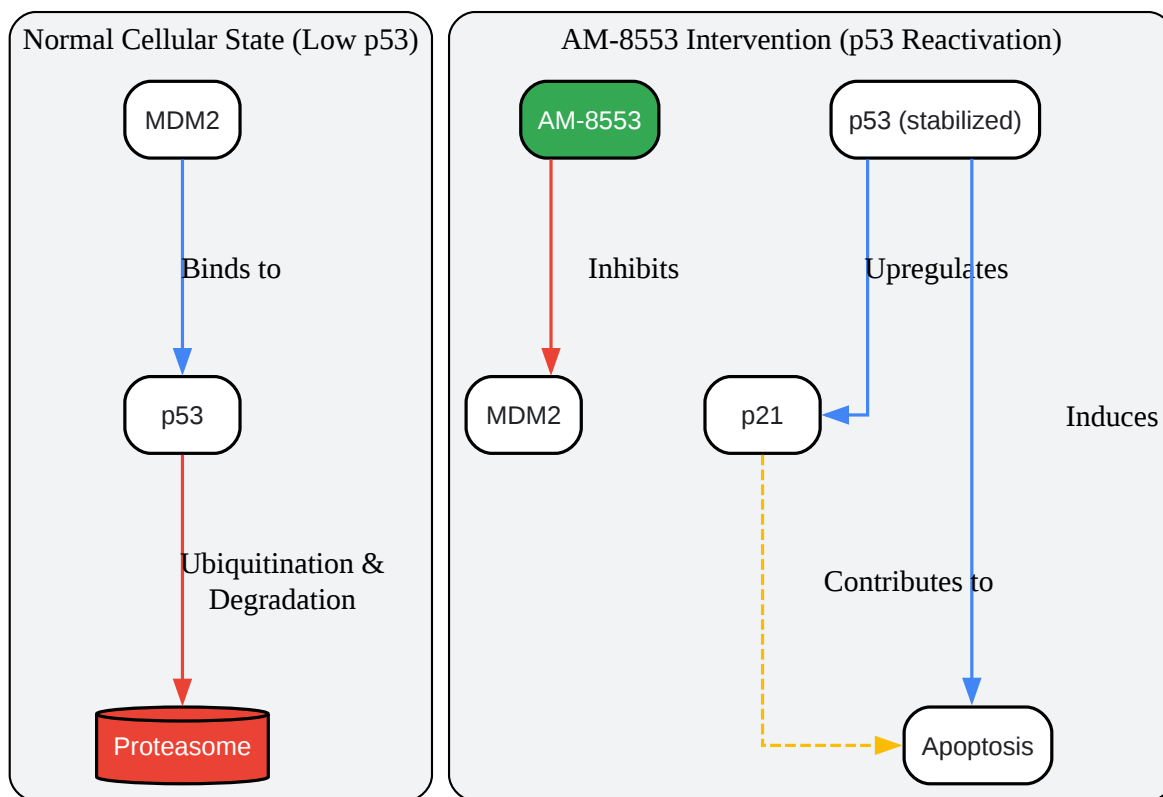 Normal Cellular State (Low p53)
MDM2
Binds to
p53
Ubiquitination &
Degradation
Proteasome
AM-8553 Intervention (p53 Reactivation)
AM-8553
p53 (stabilized)
Inhibits
Upregulates
MDM2
p21
Induces
Contributes to
Apoptosis